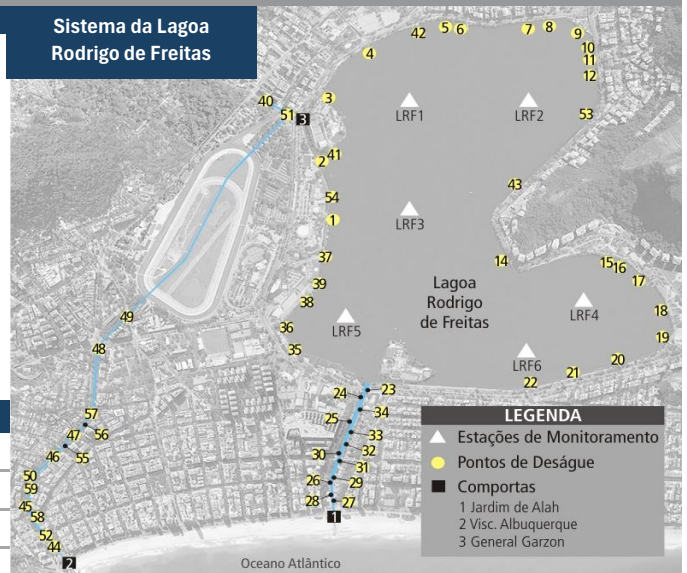 Sistema da Lagoa
Rodrigo de Freitas
42 5 6 7 8 9
4 10
11
12
40 3
51 3 LRF1 LRF2 53
2 41
43
54
1 LRF3
37 14 15 16
39 17
38 Lagoa
Rodrigo
de Freitas
49 36 LRF5 LRF4 18
48 35 19
LRF6 20
22 21
24 23
57 34
25
47 56 33
46 55 30 32
50 31
59 26 29
45 28 27
58 1
52
44
2
LEGENDA
Estações de Monitoramento
Pontos de Deságue
Comportas
1 Jardim de Alah
2 Visc. Albuquerque
3 General Garzon
Oceano Atlântico